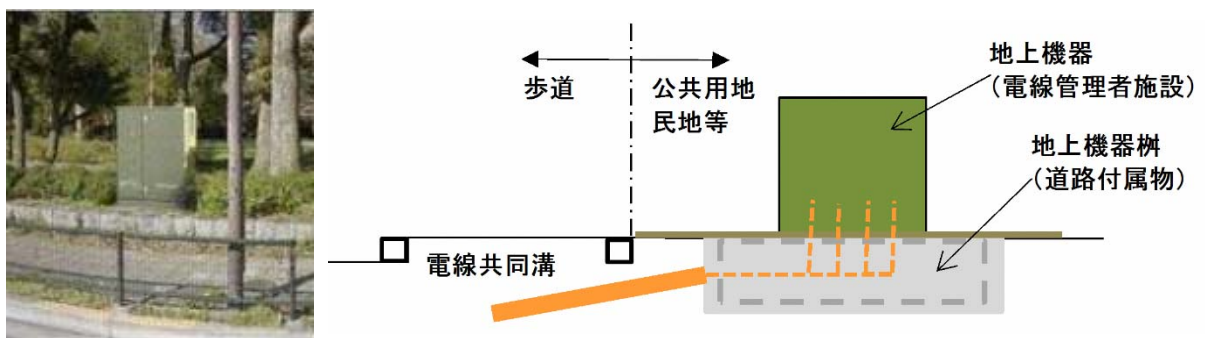 歩道
公共用地
民地等
地上機器
（電線管理者施設）
地上機器桝
（道路付属物）
電線共同溝